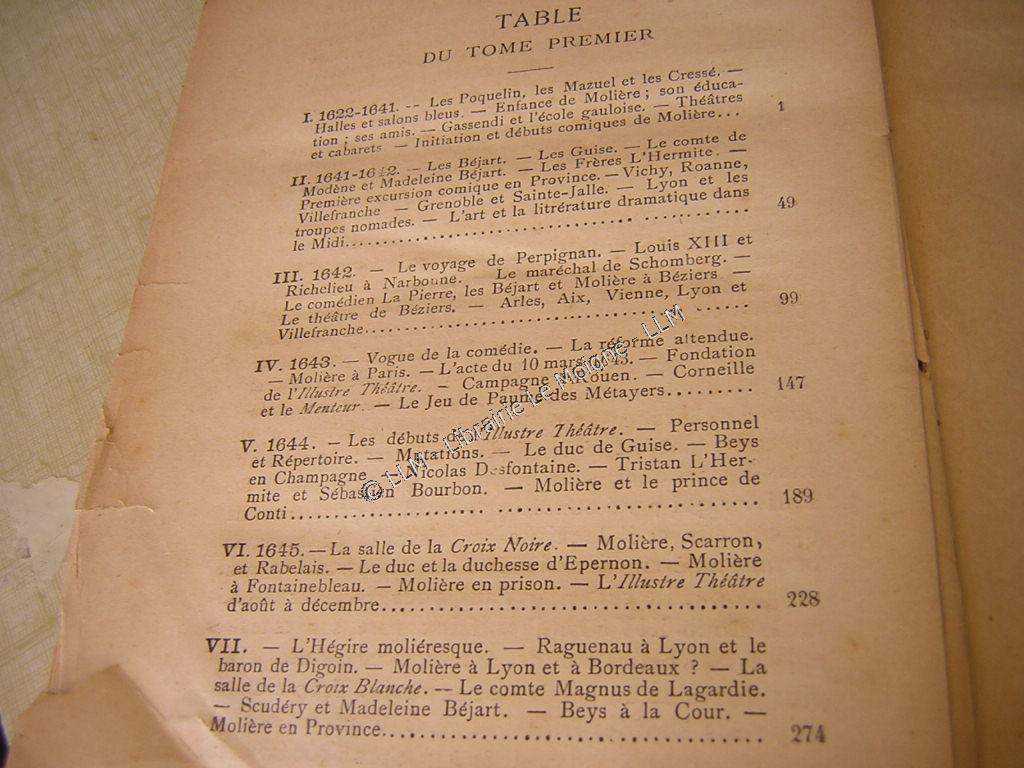 TABLE
DU TOME PREMIER
I. 1622-1641. -- Les Poquelin, les Mazuel et les Cressé. —
Halles et salons bleus. — Enfance de Molière ; son éduca-
tion ; ses amis. — Gassendi et l'école gauloise. — Théâtres
et cabarets — Initiation et débuts comiques de Molière... 1
II. 1641-1642. — Les Béjart. — Les Guise. — Le comte de
Modène et Madeleine Béjart. — Les Frères L'Hermite. —
Première excursion comique en Province. — Vichy, Roanne,
Villefranche — Grenoble et Sainte-Jalle. — Lyon et les
troupes nomades. — L'art et la litrérature dramatique dans
le Midi........ 49
III. 1642. — Le voyage de Perpignan. — Louis XIII et
Richelieu à Narbonne. Le maréchal de Schomberg. —
Le comédien La Pierre, les Béjart et Molière à Béziers —
Le théâtre de Béziers. — Arles, Aix, Vienne, Lyon et
Villefranche........ 99
IV. 1643. — Vogue de la comédie. — La réforme attendue.
— Molière à Paris. — L'acte du 10 mars 1643. — Fondation
de l'Illustre Théâtre. — Campagne à Rouen. — Corneille
et le Menteur. — Le Jeu de Paume des Métayers........ 147
V. 1644. — Les débuts de l'Illustre Théâtre. — Personnel
et Répertoire. — Mutations. — Le duc de Guise. — Beys
en Champagne — Nicolas Desfontaine. — Tristan L'Her-
mite et Sébastien Bourbon. — Molière et le prince de
Conti........ 189
VI. 1645. — La salle de la Croix Noire. — Molière, Scarron,
et Rabelais. — Le duc et la duchesse d'Epernon. — Molière
à Fontainebleau. — Molière en prison. — L'Illustre Théâtre
d'août à décembre........ 228
VII. — L'Hégire moliéresque. — Raguenau à Lyon et le
baron de Digoin. — Molière à Lyon et à Bordeaux ? — La
salle de la Croix Blanche. — Le comte Magnus de Lagardie.
— Scudéry et Madeleine Béjart. — Beys à la Cour. —
Molière en Province........ 274
© LLM - Librairie Le Moigne - LLM